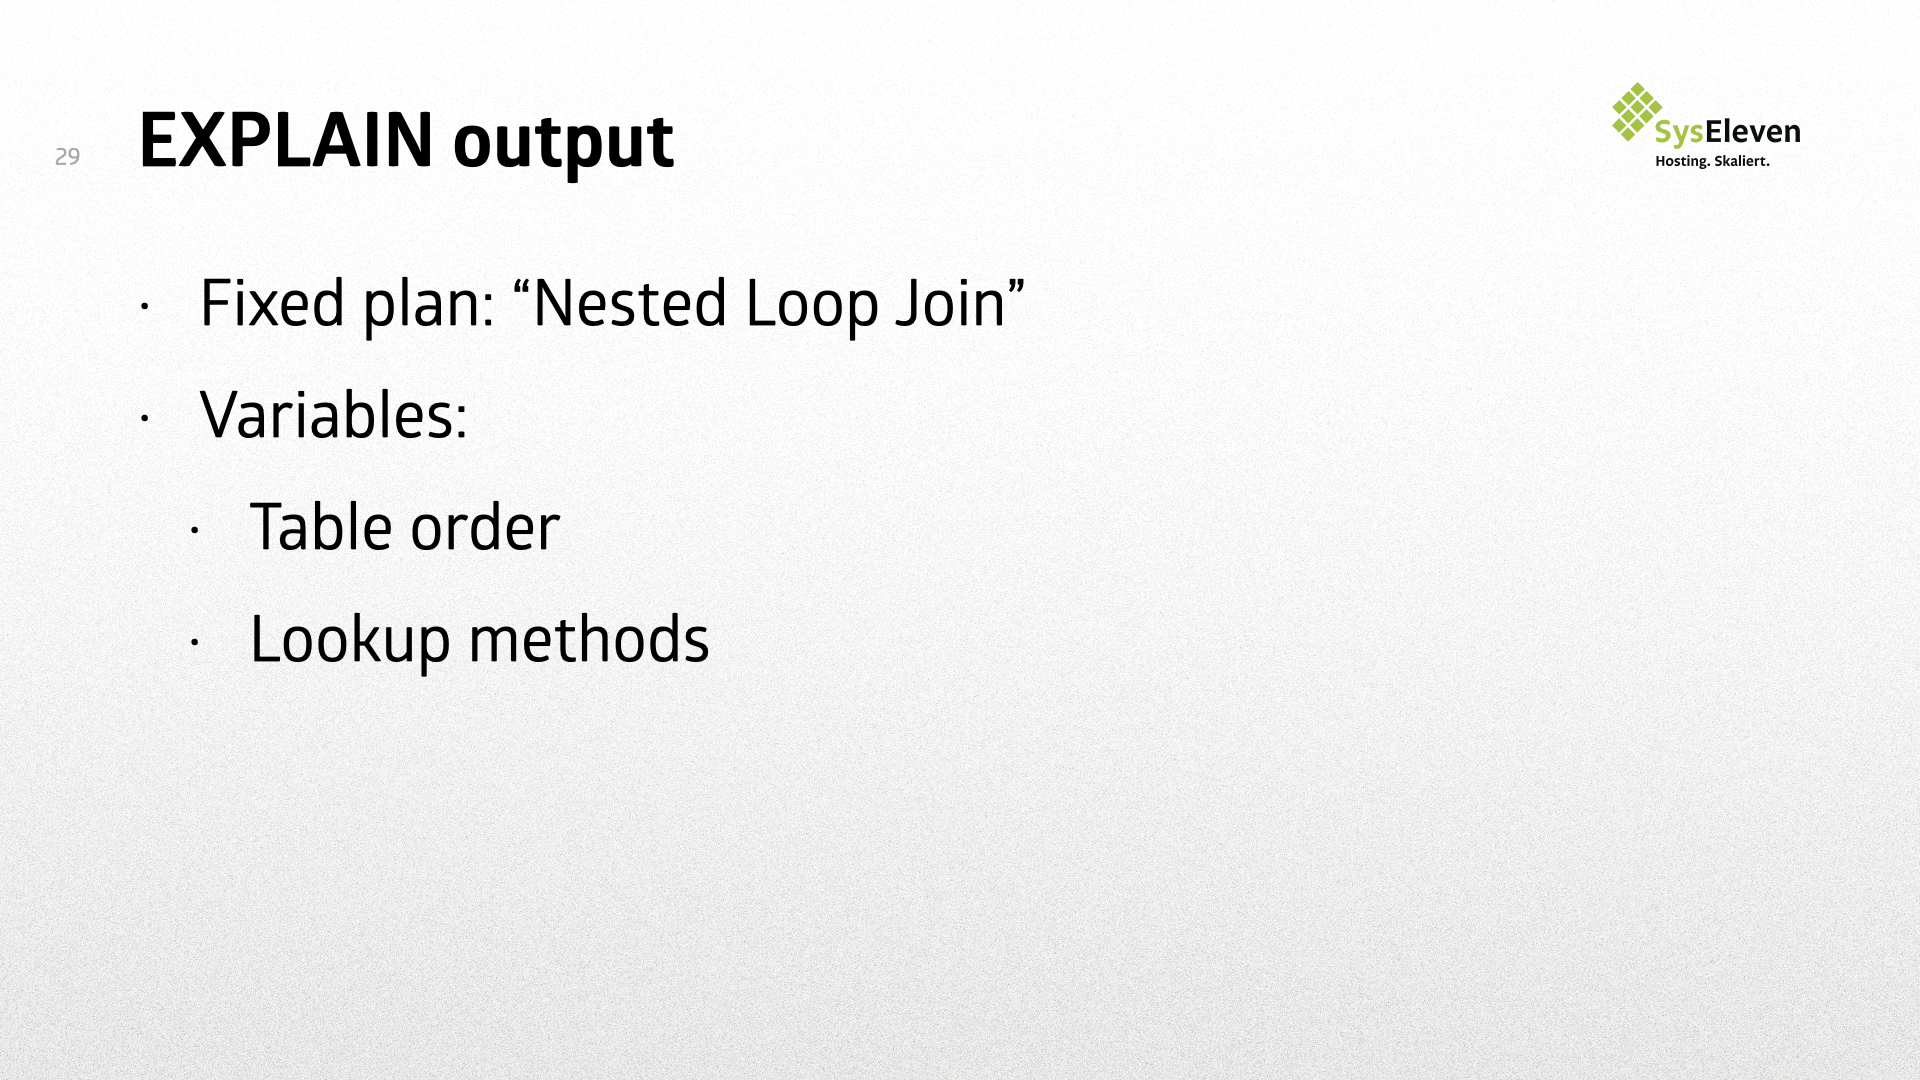 29
EXPLAIN output
SysEleven
Hosting. Skaliert.
· Fixed plan: “Nested Loop Join”
· Variables:
· Table order
· Lookup methods